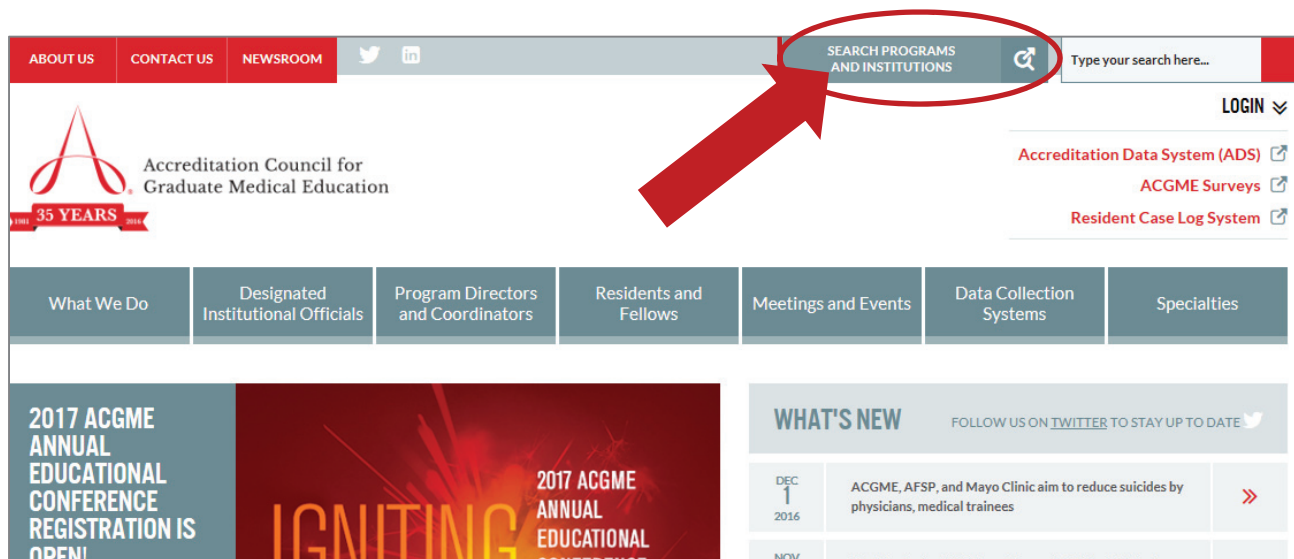 ABOUT US
CONTACT US
NEWSROOM
in
SEARCH PROGRAMS
AND INSTITUTIONS
Type your search here...
LOGIN
Accreditation Council for
Graduate Medical Education
1981 35 YEARS 2016
Accreditation Data System (ADS)
ACGME Surveys
Resident Case Log System
What We Do
Designated
Institutional Officials
Program Directors
and Coordinators
Residents and
Fellows
Meetings and Events
Data Collection
Systems
Specialties
2017 ACGME
ANNUAL
EDUCATIONAL
CONFERENCE
REGISTRATION IS
OPEN!
IGNITING
2017 ACGME
ANNUAL
EDUCATIONAL
CONFERENCE
WHAT'S NEW
FOLLOW US ON TWITTER TO STAY UP TO DATE
DEC
1
2016
ACGME, AFSP, and Mayo Clinic aim to reduce suicides by
physicians, medical trainees
NOV